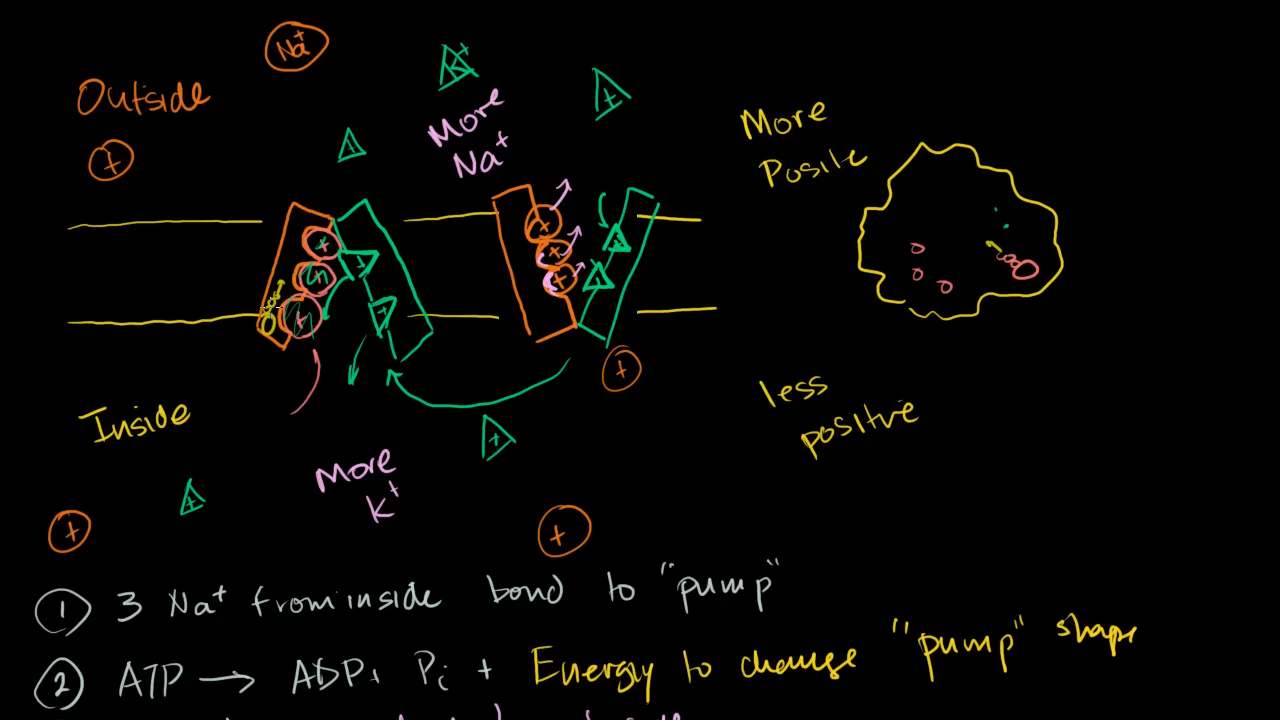 Na+
K+
+
Outside
+
+
More
Na+
More
Posite
+
+
+
+
+
+
+
+
+
+
less
positive
Inside
+
More
K+
+
+
+
① 3 Na+ from inside bond to "pump"
② ATP → ADP + Pi + Energy to change "pump" shape